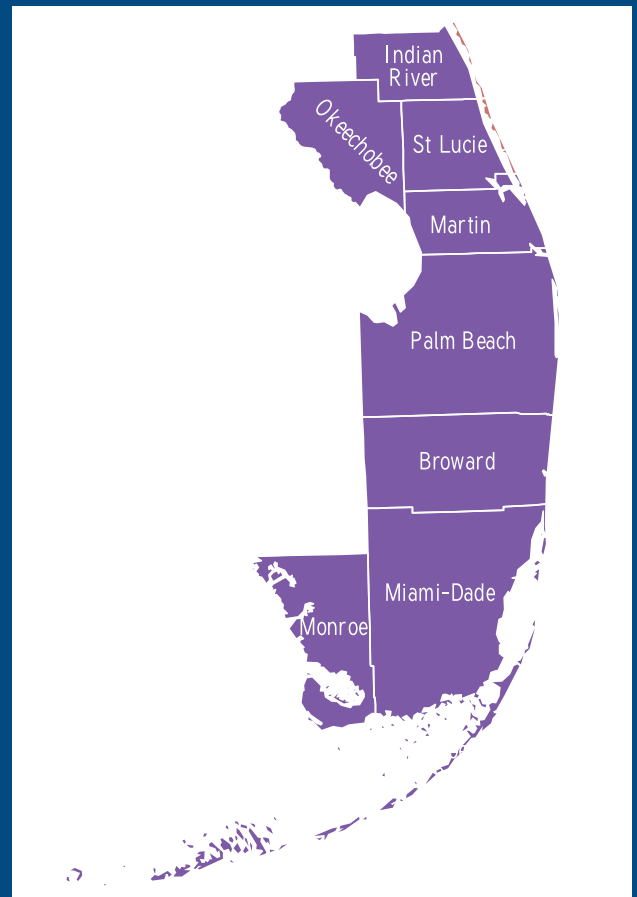 Indian
River
Okeechobee
St Lucie
Martin
Palm Beach
Broward
Miami-Dade
Monroe